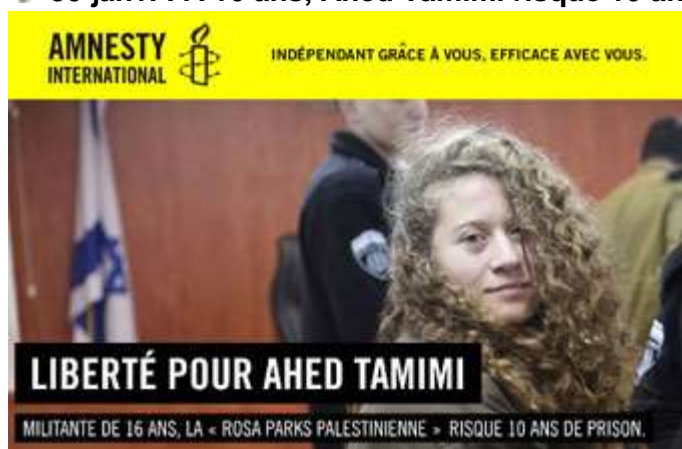 AMNESTY
INTERNATIONAL
INDÉPENDANT GRÂCE À VOUS, EFFICACE AVEC VOUS.
LIBERTÉ POUR AHED TAMIMI
MILITANTE DE 16 ANS, LA « ROSA PARKS PALESTINIENNE » RISQUE 10 ANS DE PRISON.